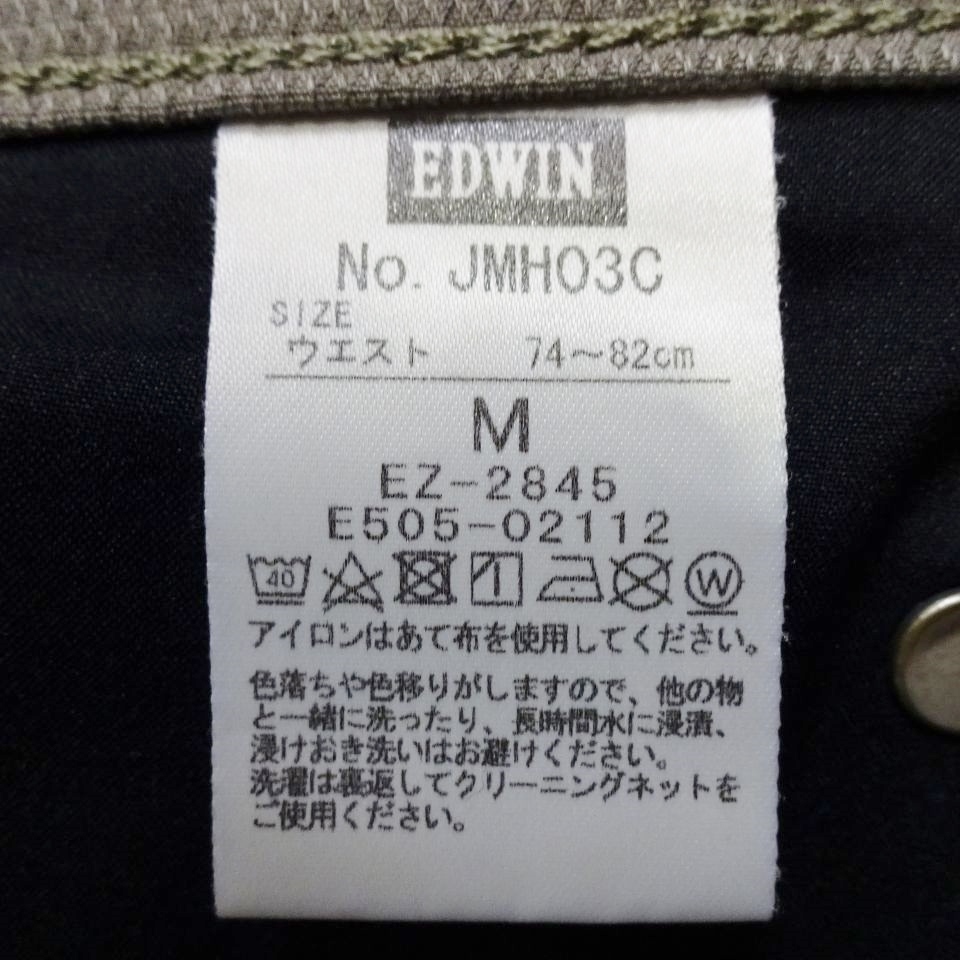 EDWIN
No. JMH03C
SIZE
ウエスト 74～82cm
M
EZ-2845
E505-02112
40 W
アイロンはあて布を使用してください。
色落ちや色移りがしますので、他の物
と一緒に洗ったり、長時間水に浸漬、
浸けおき洗いはお避けください。
洗濯は裏返してクリーニングネットを
ご使用ください。